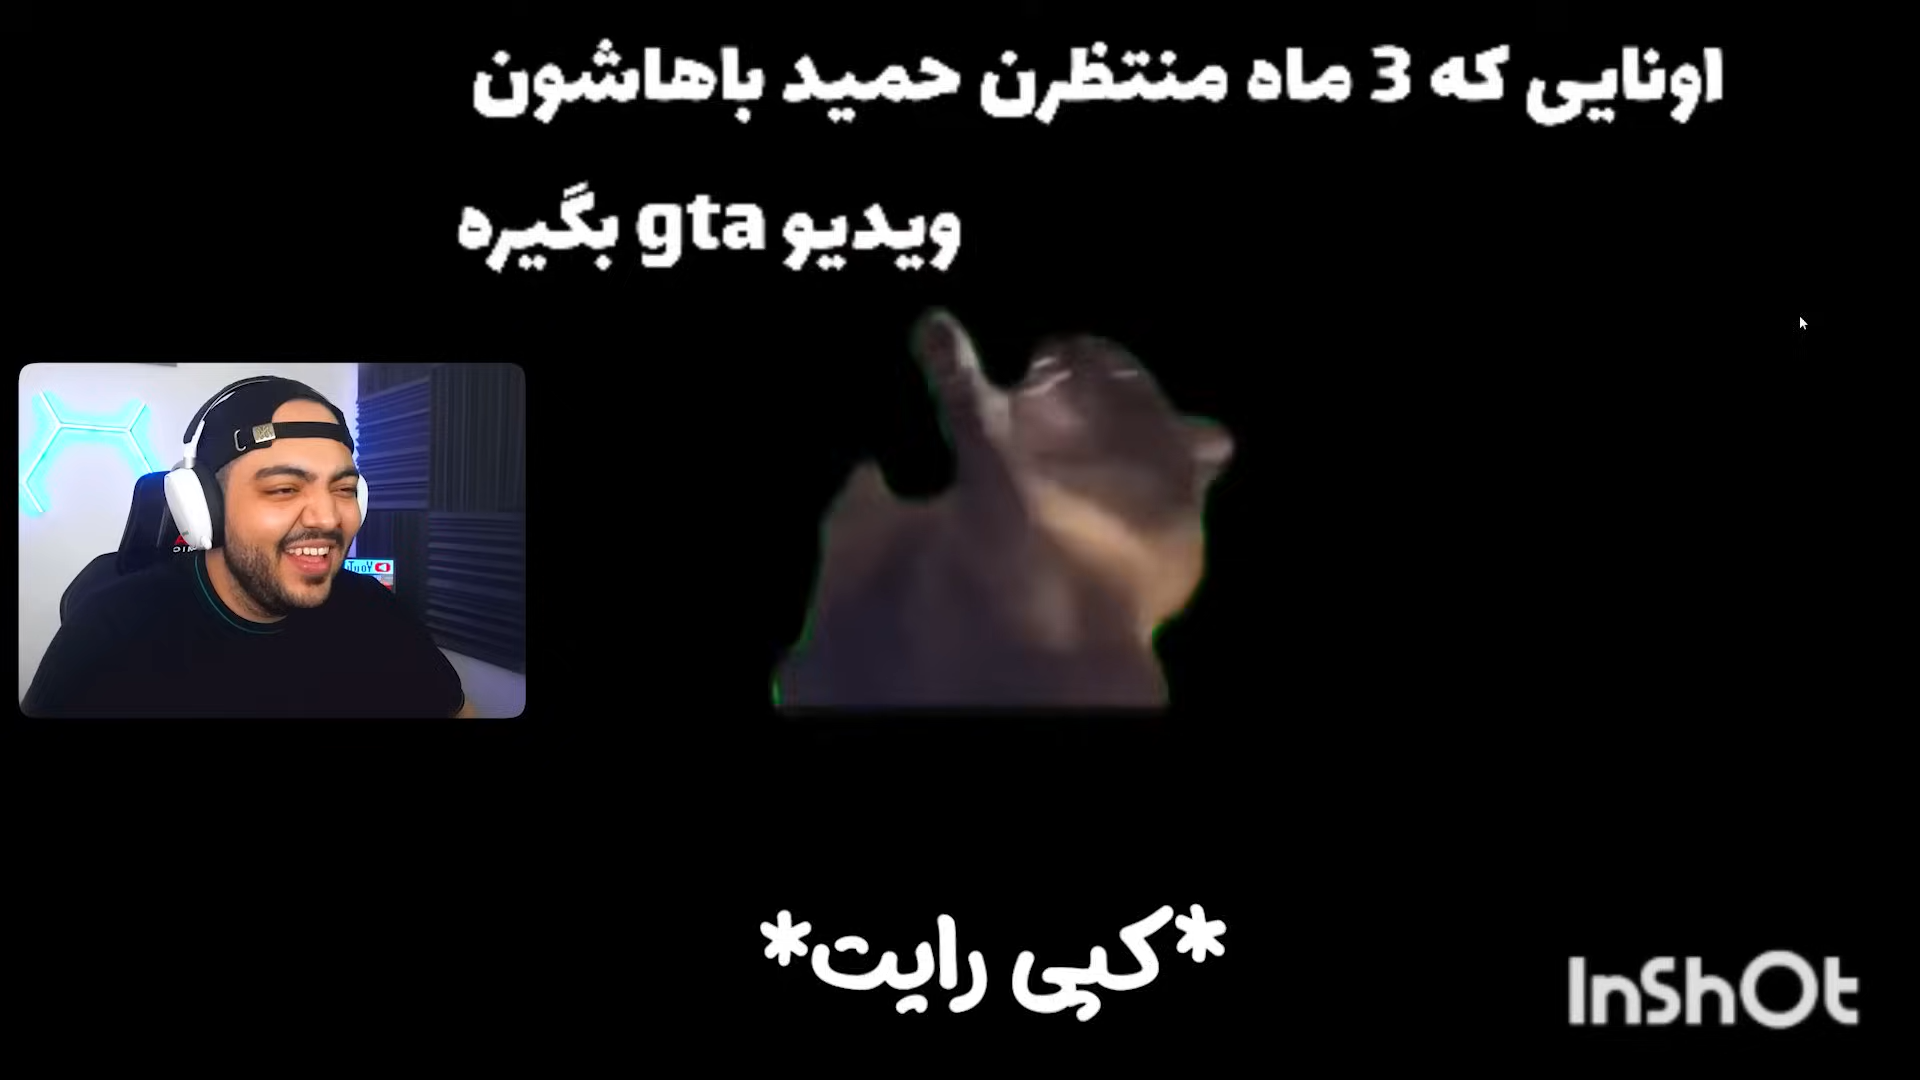 اونایی که 3 ماه منتظرن حمید باهاشون
ویدیو gta بگیره
*کپی رایت*
InShOt